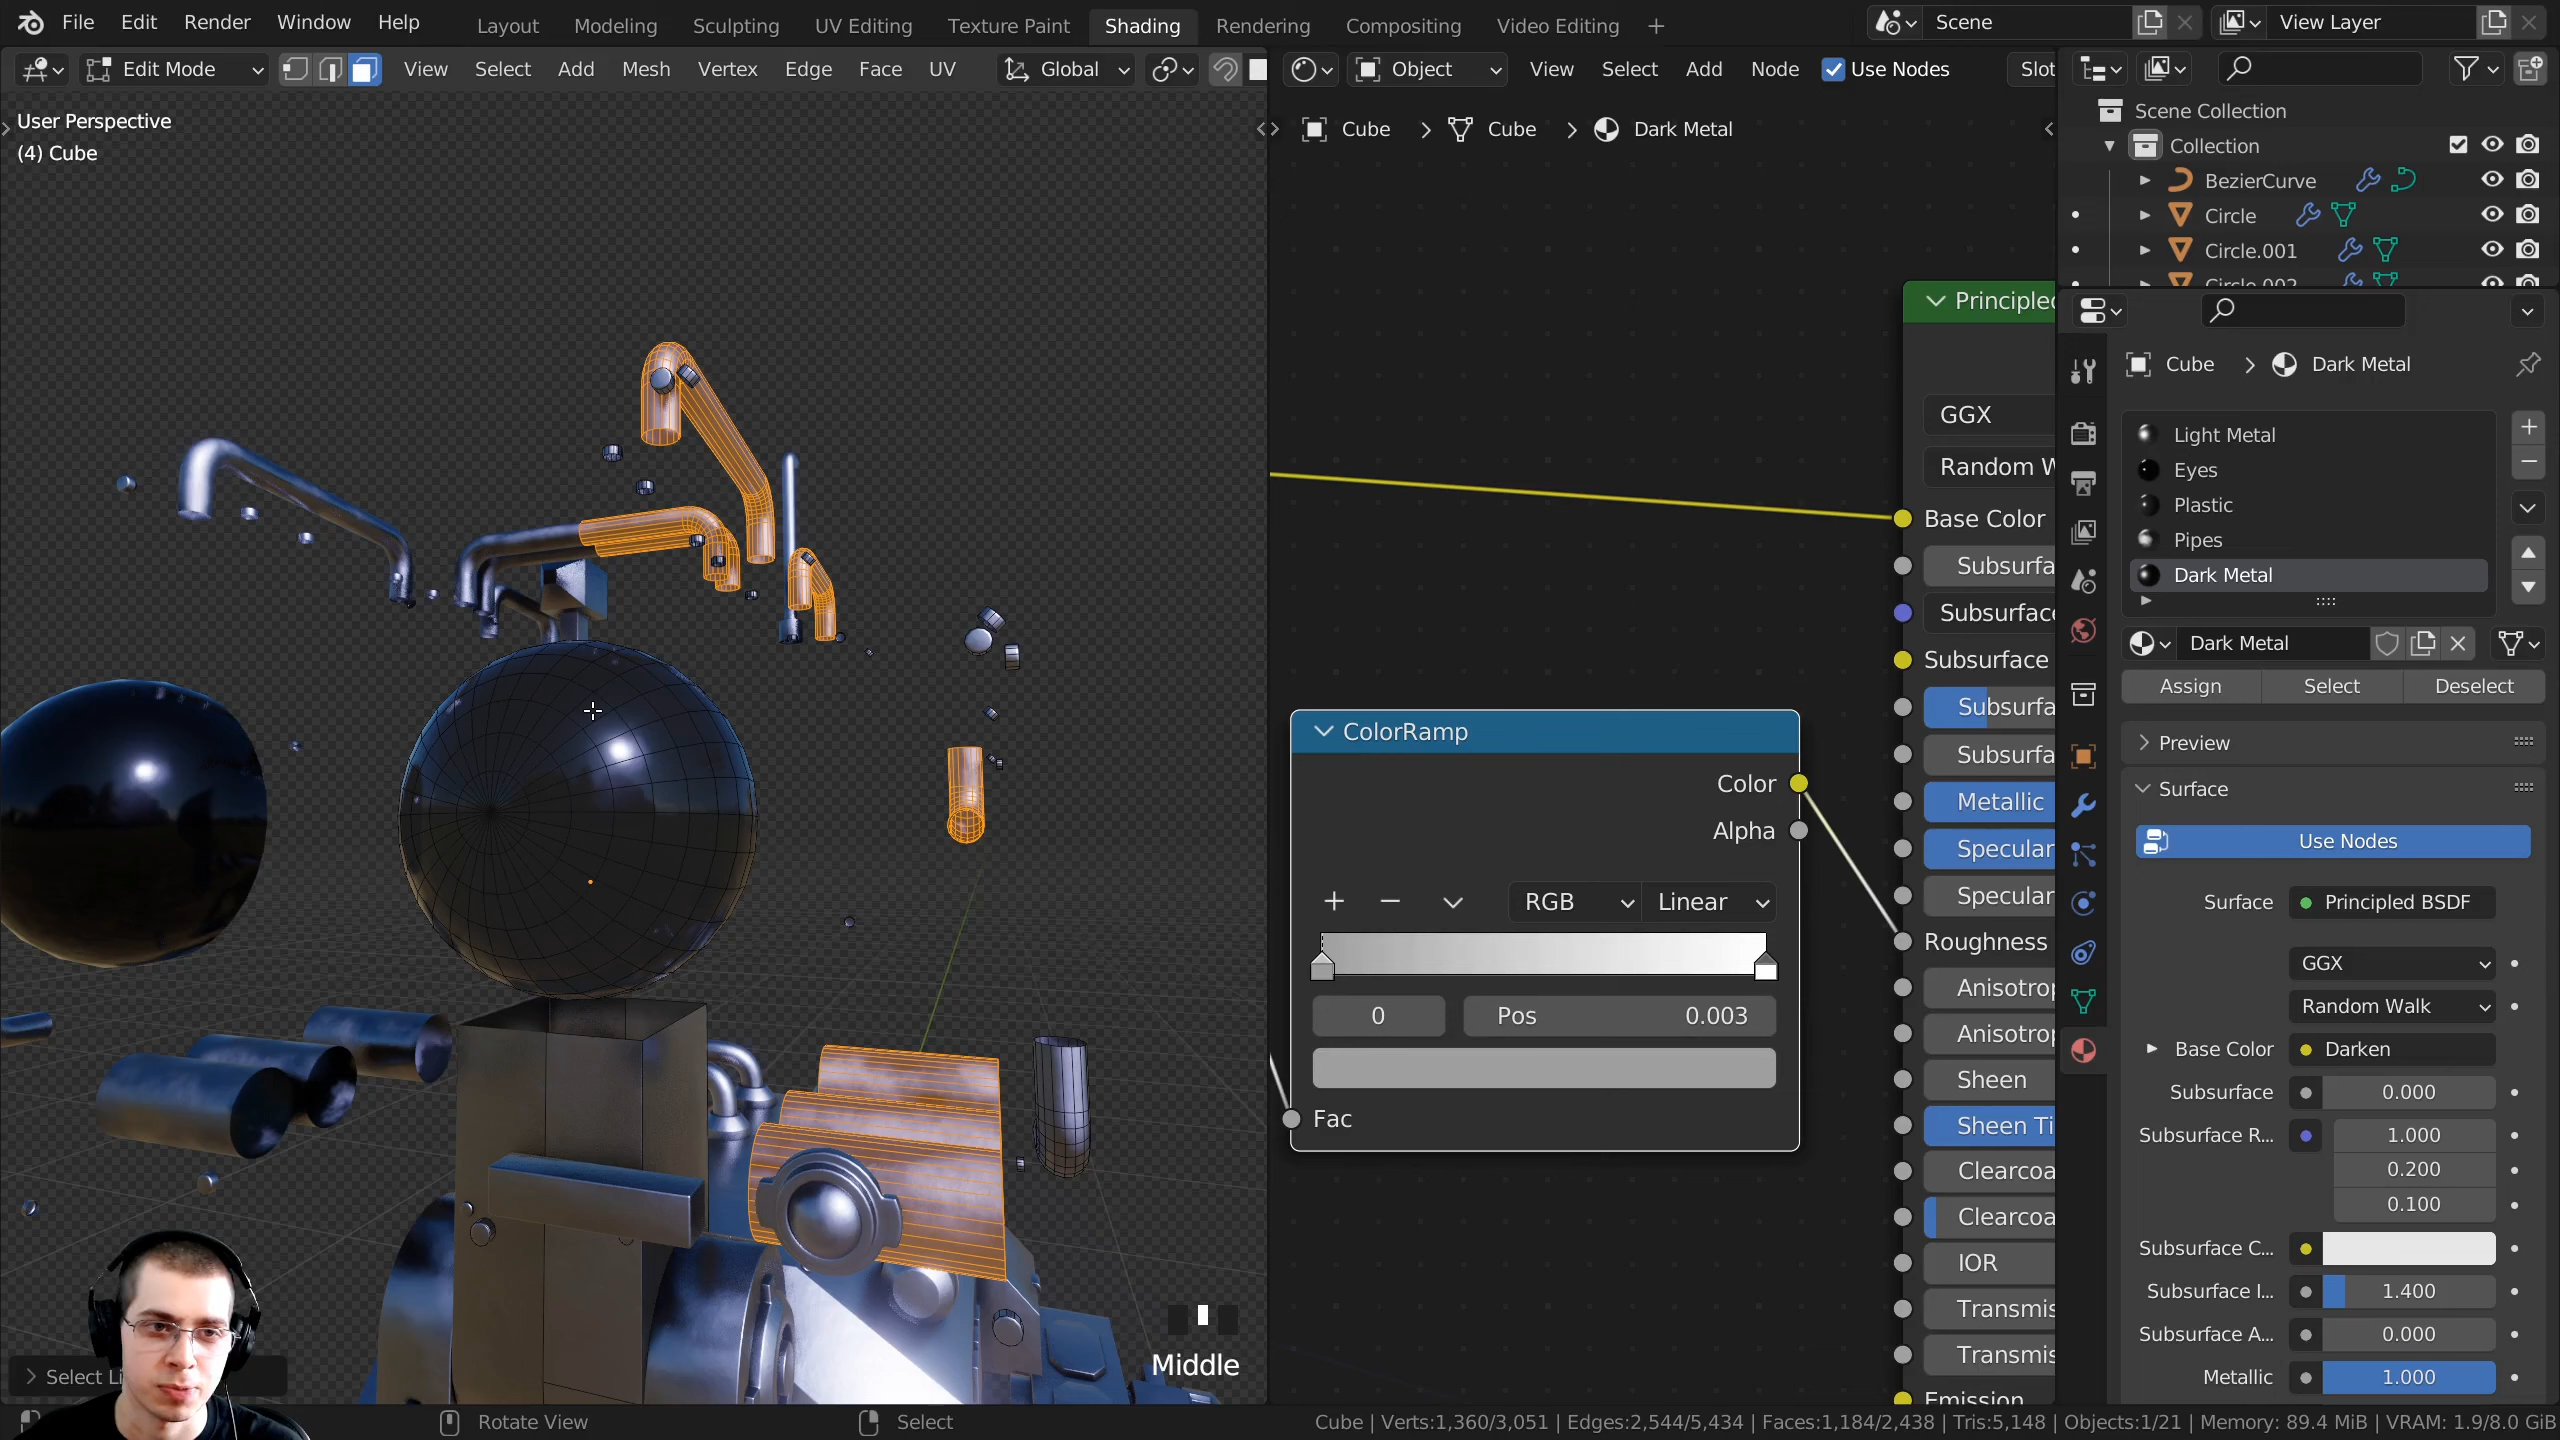 File Edit Render Window Help Layout Modeling Sculpting UV Editing Texture Paint Shading Rendering Compositing Video Editing + Scene View Layer
Edit Mode View Select Add Mesh Vertex Edge Face UV Global
Object View Select Add Node Use Nodes Slot
User Perspective
(4) Cube
Cube > Cube > Dark Metal
Scene Collection
Collection
BezierCurve
Circle
Circle.001
Circle.002
Principled
GGX
Random W
Base Color
Subsurfa
Subsurface
Subsurface
Subsurfa
Subsurfa
Metallic
Specular
Specular
Roughness
Anisotrop
Anisotrop
Sheen
Sheen Ti
Clearcoa
Clearcoa
IOR
Transmis
Transmis
Emission
ColorRamp
Color
Alpha
RGB Linear
0 Pos 0.003
Fac
Cube > Dark Metal
Light Metal
Eyes
Plastic
Pipes
Dark Metal
Dark Metal
Assign Select Deselect
Preview
Surface
Use Nodes
Surface Principled BSDF
GGX
Random Walk
Base Color Darken
Subsurface 0.000
Subsurface R... 1.000
0.200
0.100
Subsurface C...
Subsurface I... 1.400
Subsurface A... 0.000
Metallic 1.000
Middle
Select Li
Rotate View Select
Cube | Verts:1,360/3,051 | Edges:2,544/5,434 | Faces:1,184/2,438 | Tris:5,148 | Objects:1/21 | Memory: 89.4 MiB | VRAM: 1.9/8.0 GiB